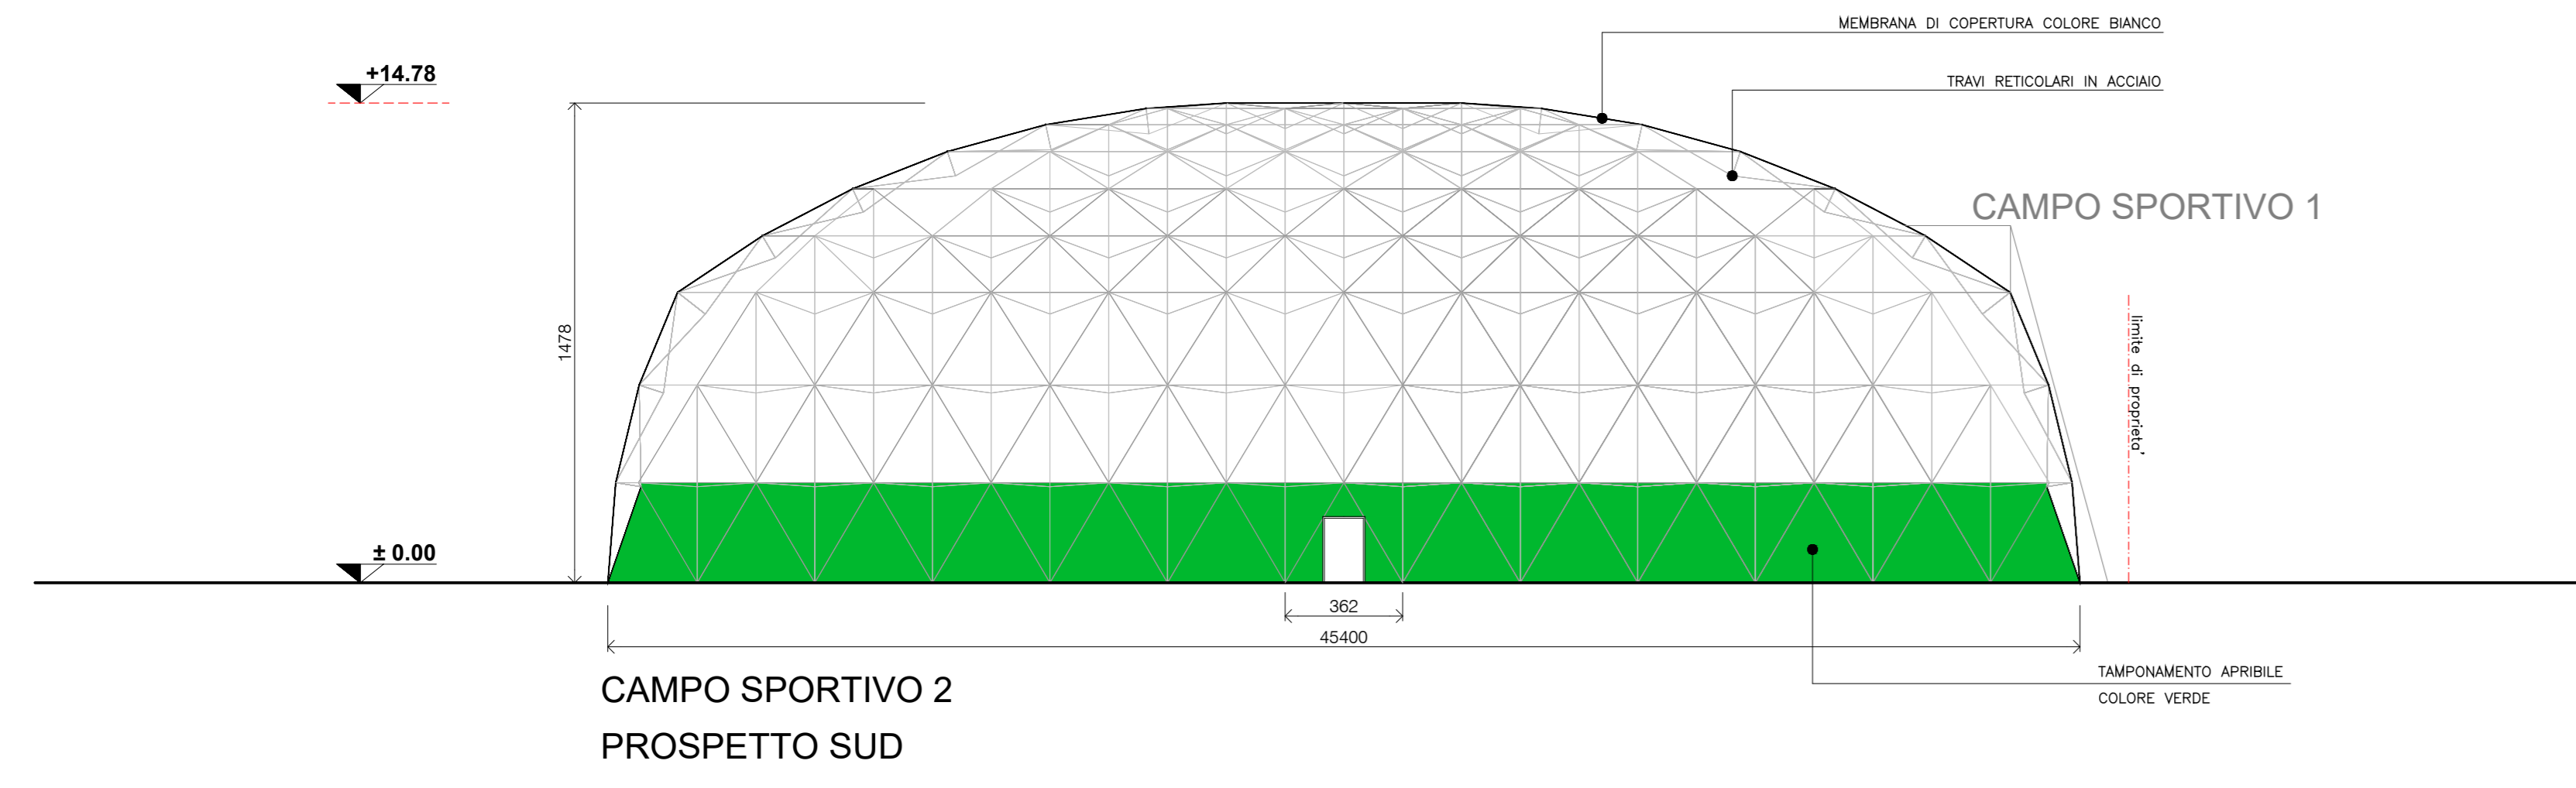 MEMBRANA DI COPERTURA COLORE BIANCO
+14.78
TRAVI RETICOLARI IN ACCIAIO
CAMPO SPORTIVO 1
1478
limite di proprieta'
± 0.00
362
45400
TAMPONAMENTO APRIBILE
COLORE VERDE
CAMPO SPORTIVO 2
PROSPETTO SUD